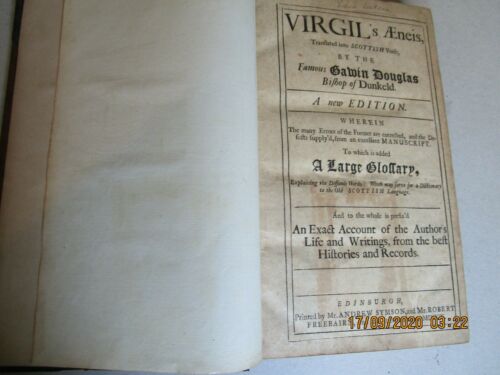 VIRGIL's ÆNEIS,
Translated into SCOTTISH Verse,
BY THE
Famous Gawin Douglas
Bishop of Dunkeld.
A new EDITION.
WHEREIN
The many Errors of the Former are corrected, and the De-
fects supply'd, from an excellent MANUSCRIPT.
To which is added
A Large Glossary,
Explaining the Difficult Words: Which may serve for a Dictionary
to the Old SCOTTISH Language.
And to the whole is prefix'd
An Exact Account of the Author's
Life and Writings, from the best
Histories and Records.
EDINBURGH,
Printed by Mr. ANDREW SYMSON, and Mr. ROBERT
FREEBAIRN
17/09/2020 03:22